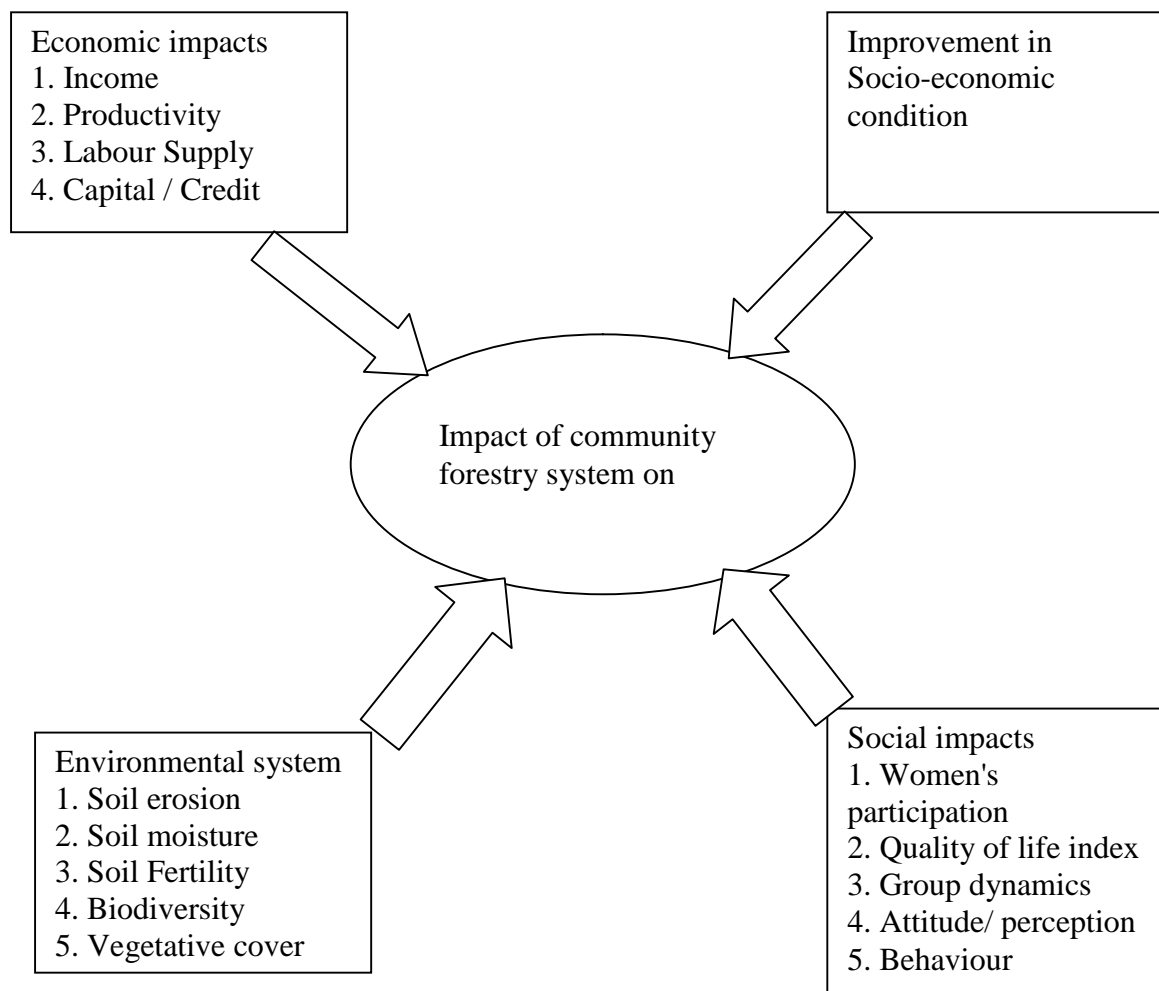 Economic impacts
1. Income
2. Productivity
3. Labour Supply
4. Capital / Credit
Improvement in
Socio-economic
condition
Impact of community
forestry system on
Environmental system
1. Soil erosion
2. Soil moisture
3. Soil Fertility
4. Biodiversity
5. Vegetative cover
Social impacts
1. Women's
participation
2. Quality of life index
3. Group dynamics
4. Attitude/ perception
5. Behaviour